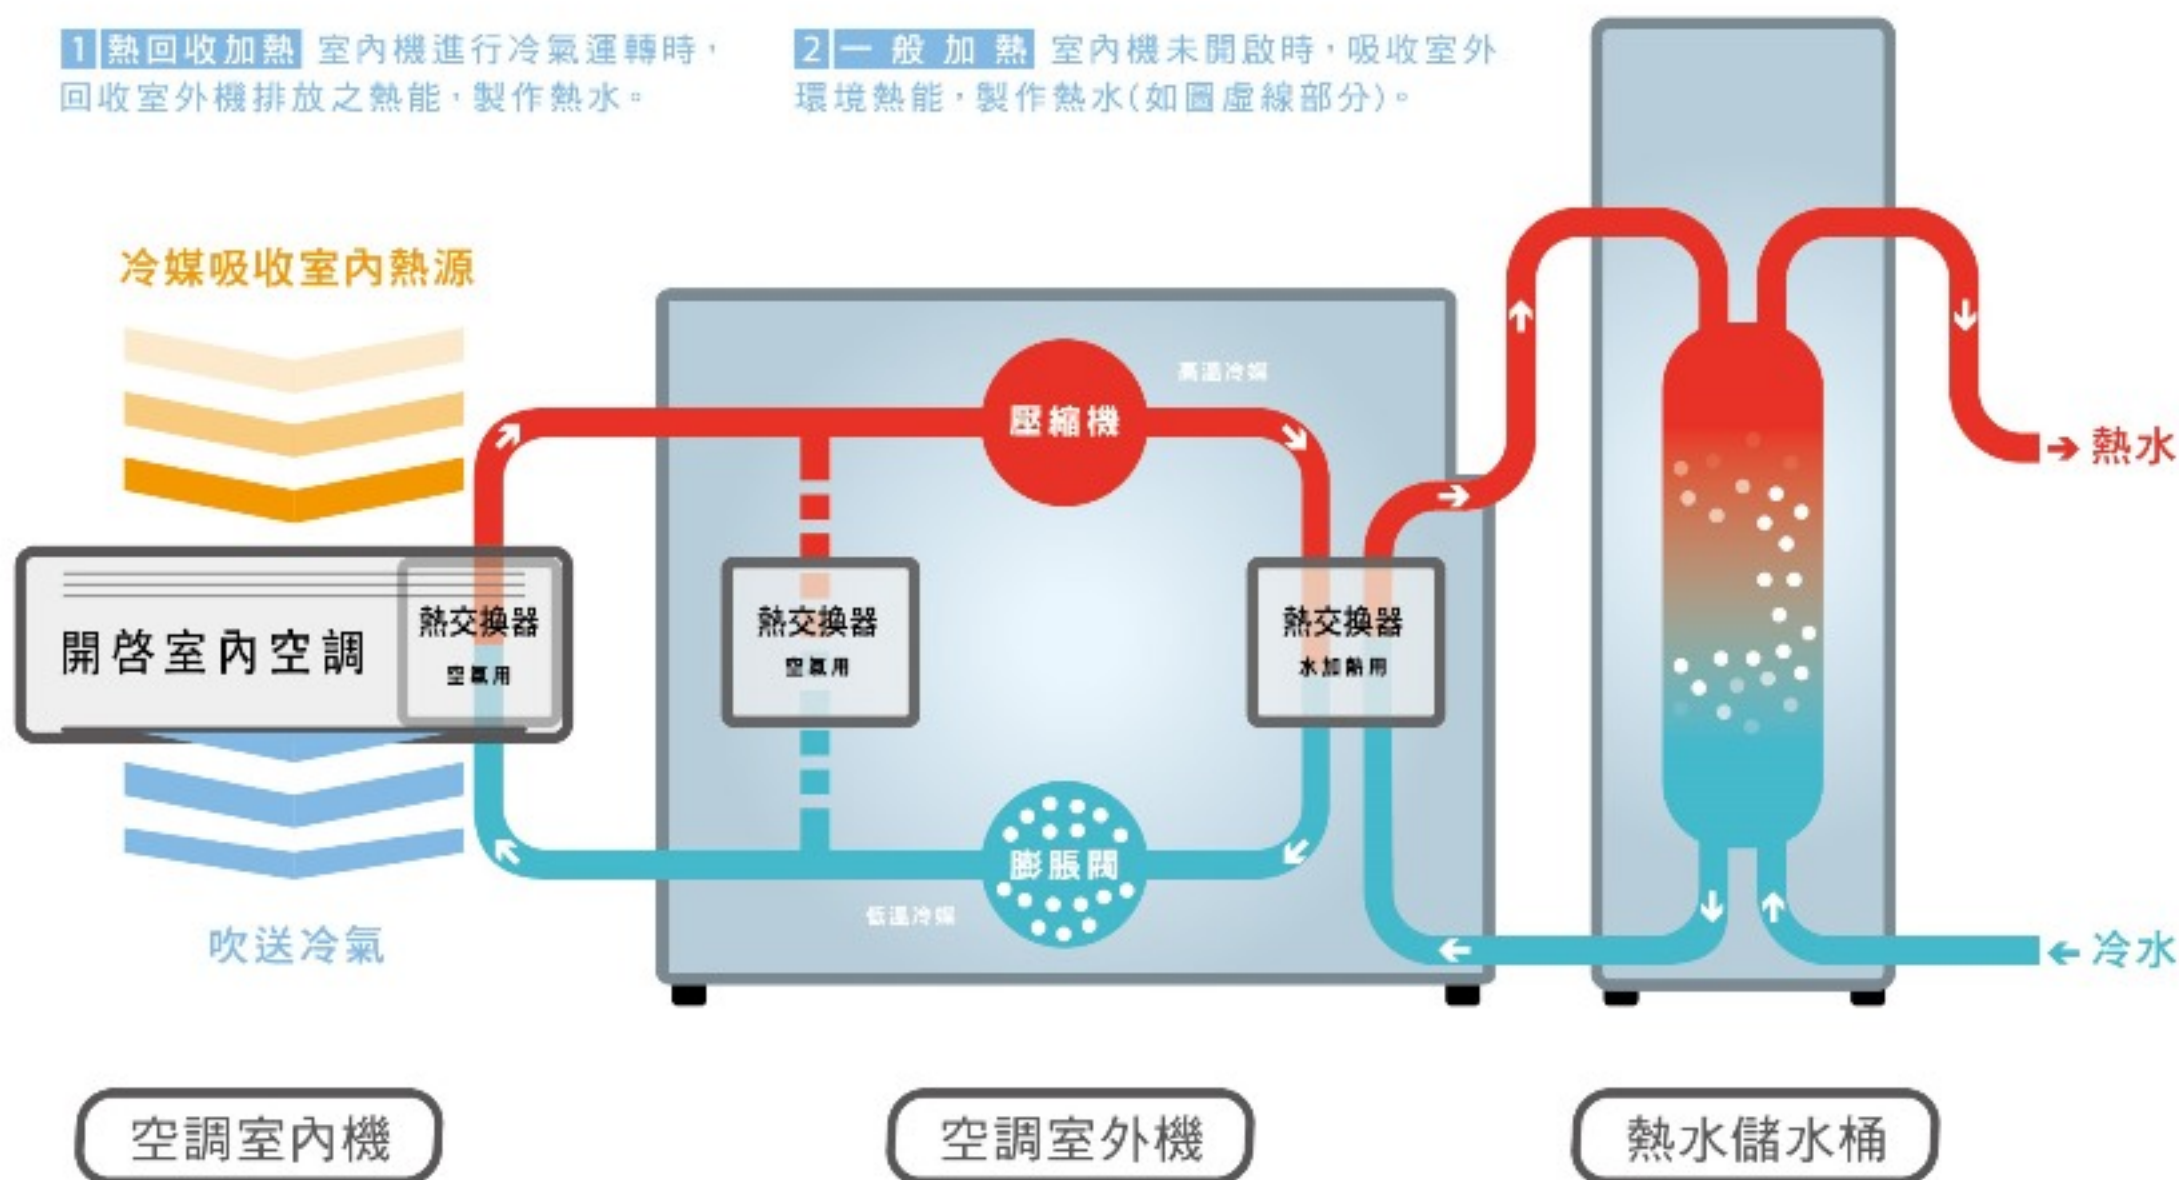 1 熱回收加熱 室內機進行冷氣運轉時，
回收室外機排放之熱能，製作熱水。
2 一般加熱 室內機未開啟時，吸收室外
環境熱能，製作熱水(如圖虛線部分)。
冷媒吸收室內熱源
高溫冷媒
壓縮機
熱水
開啓室內空調
熱交換器
空氣用
熱交換器
空氣用
熱交換器
水加熱用
膨脹閥
低溫冷媒
吹送冷氣
冷水
空調室內機
空調室外機
熱水儲水桶